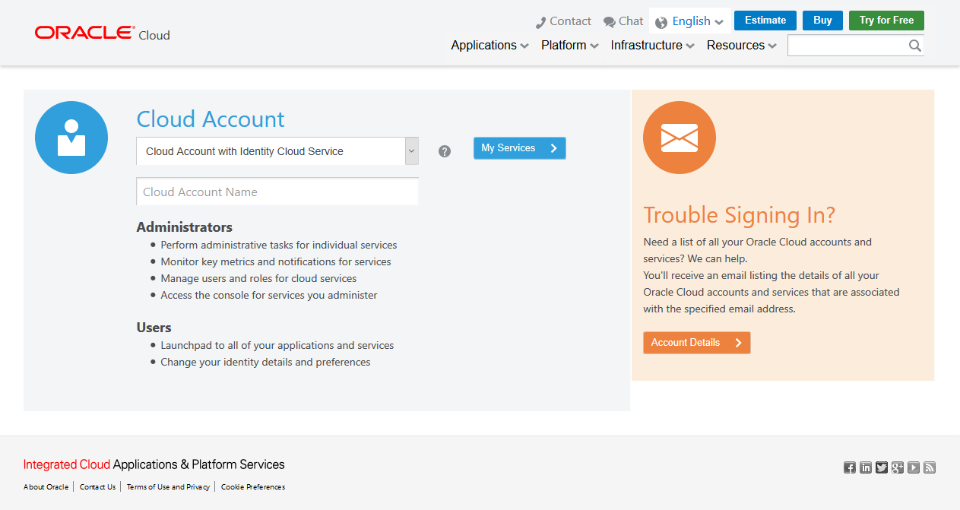 ORACLE Cloud
Contact Chat English Estimate Buy Try for Free
Applications Platform Infrastructure Resources
Cloud Account
Cloud Account with Identity Cloud Service
? My Services
Cloud Account Name
Administrators
Perform administrative tasks for individual services
Monitor key metrics and notifications for services
Manage users and roles for cloud services
Access the console for services you administer
Users
Launchpad to all of your applications and services
Change your identity details and preferences
Trouble Signing In?
Need a list of all your Oracle Cloud accounts and
services? We can help.
You'll receive an email listing the details of all your
Oracle Cloud accounts and services that are associated
with the specified email address.
Account Details
Integrated Cloud Applications & Platform Services
About Oracle | Contact Us | Terms of Use and Privacy | Cookie Preferences